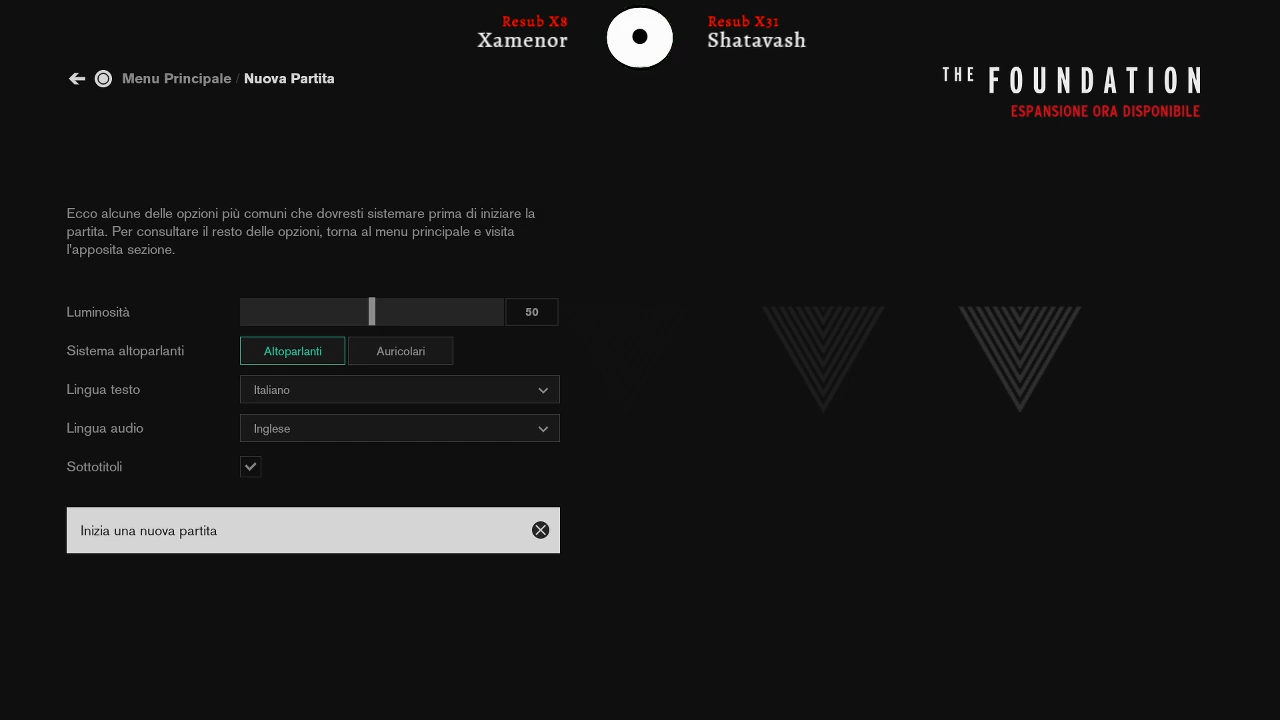 Resub X8
Xamenor
Resub X31
Shatavash
Menu Principale / Nuova Partita
THE FOUNDATION
ESPANSIONE ORA DISPONIBILE
Ecco alcune delle opzioni più comuni che dovresti sistemare prima di iniziare la
partita. Per consultare il resto delle opzioni, torna al menu principale e visita
l'apposita sezione.
Luminosità 50
Sistema altoparlanti Altoparlanti Auricolari
Lingua testo Italiano
Lingua audio Inglese
Sottotitoli
Inizia una nuova partita